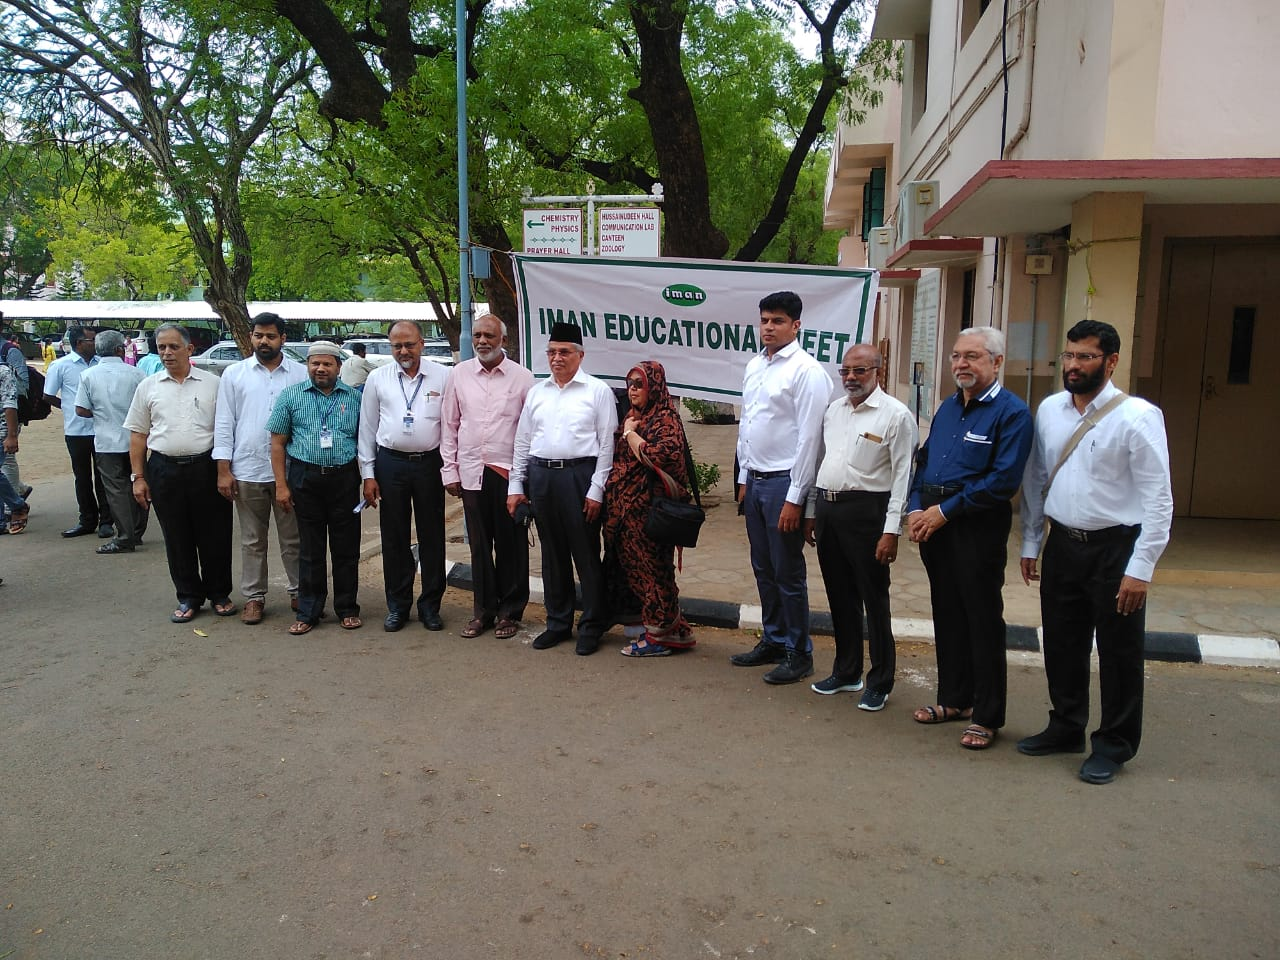 CHEMISTRY
PHYSICS
PRAYER HALL
HUSSAINUDEEN HALL
COMMUNICATION LAB
CANTEEN
ZOOLOGY
iman
IMAN EDUCATIONAL MEET